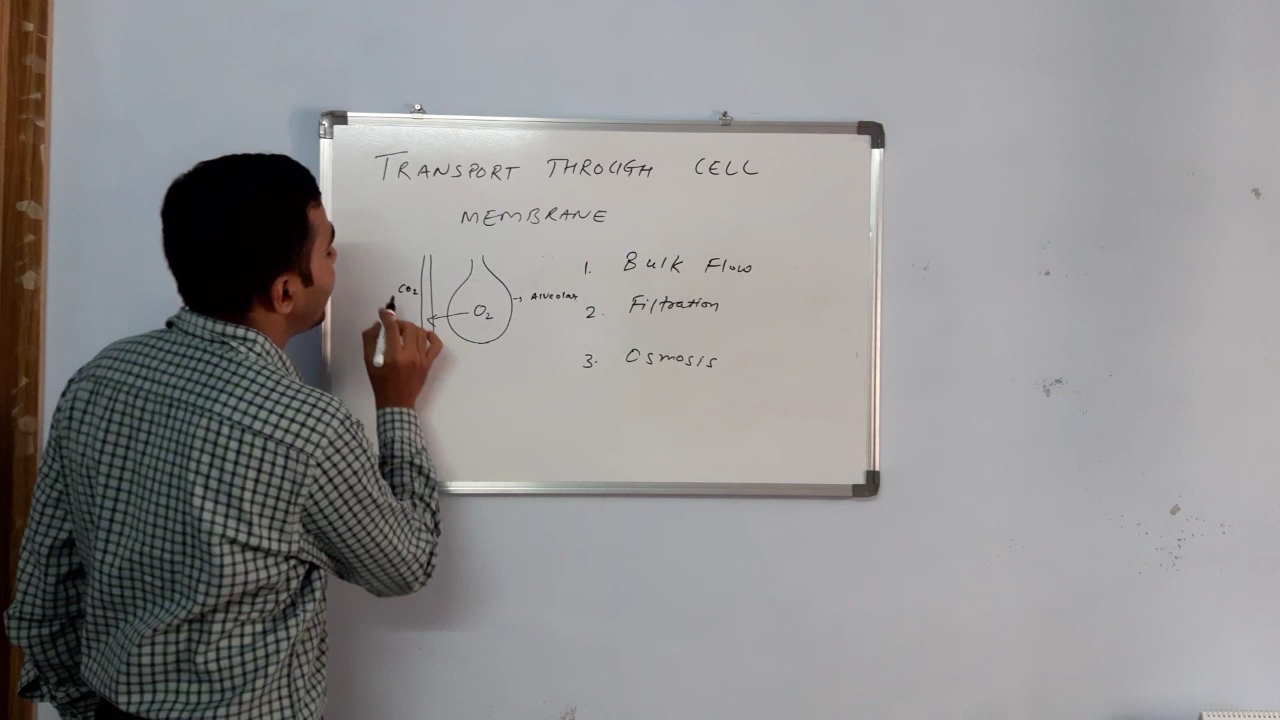 TRANSPORT THROUGH CELL
MEMBRANE
1. Bulk Flow
2. Filtration
3. Osmosis
CO2
O2
Alveolar